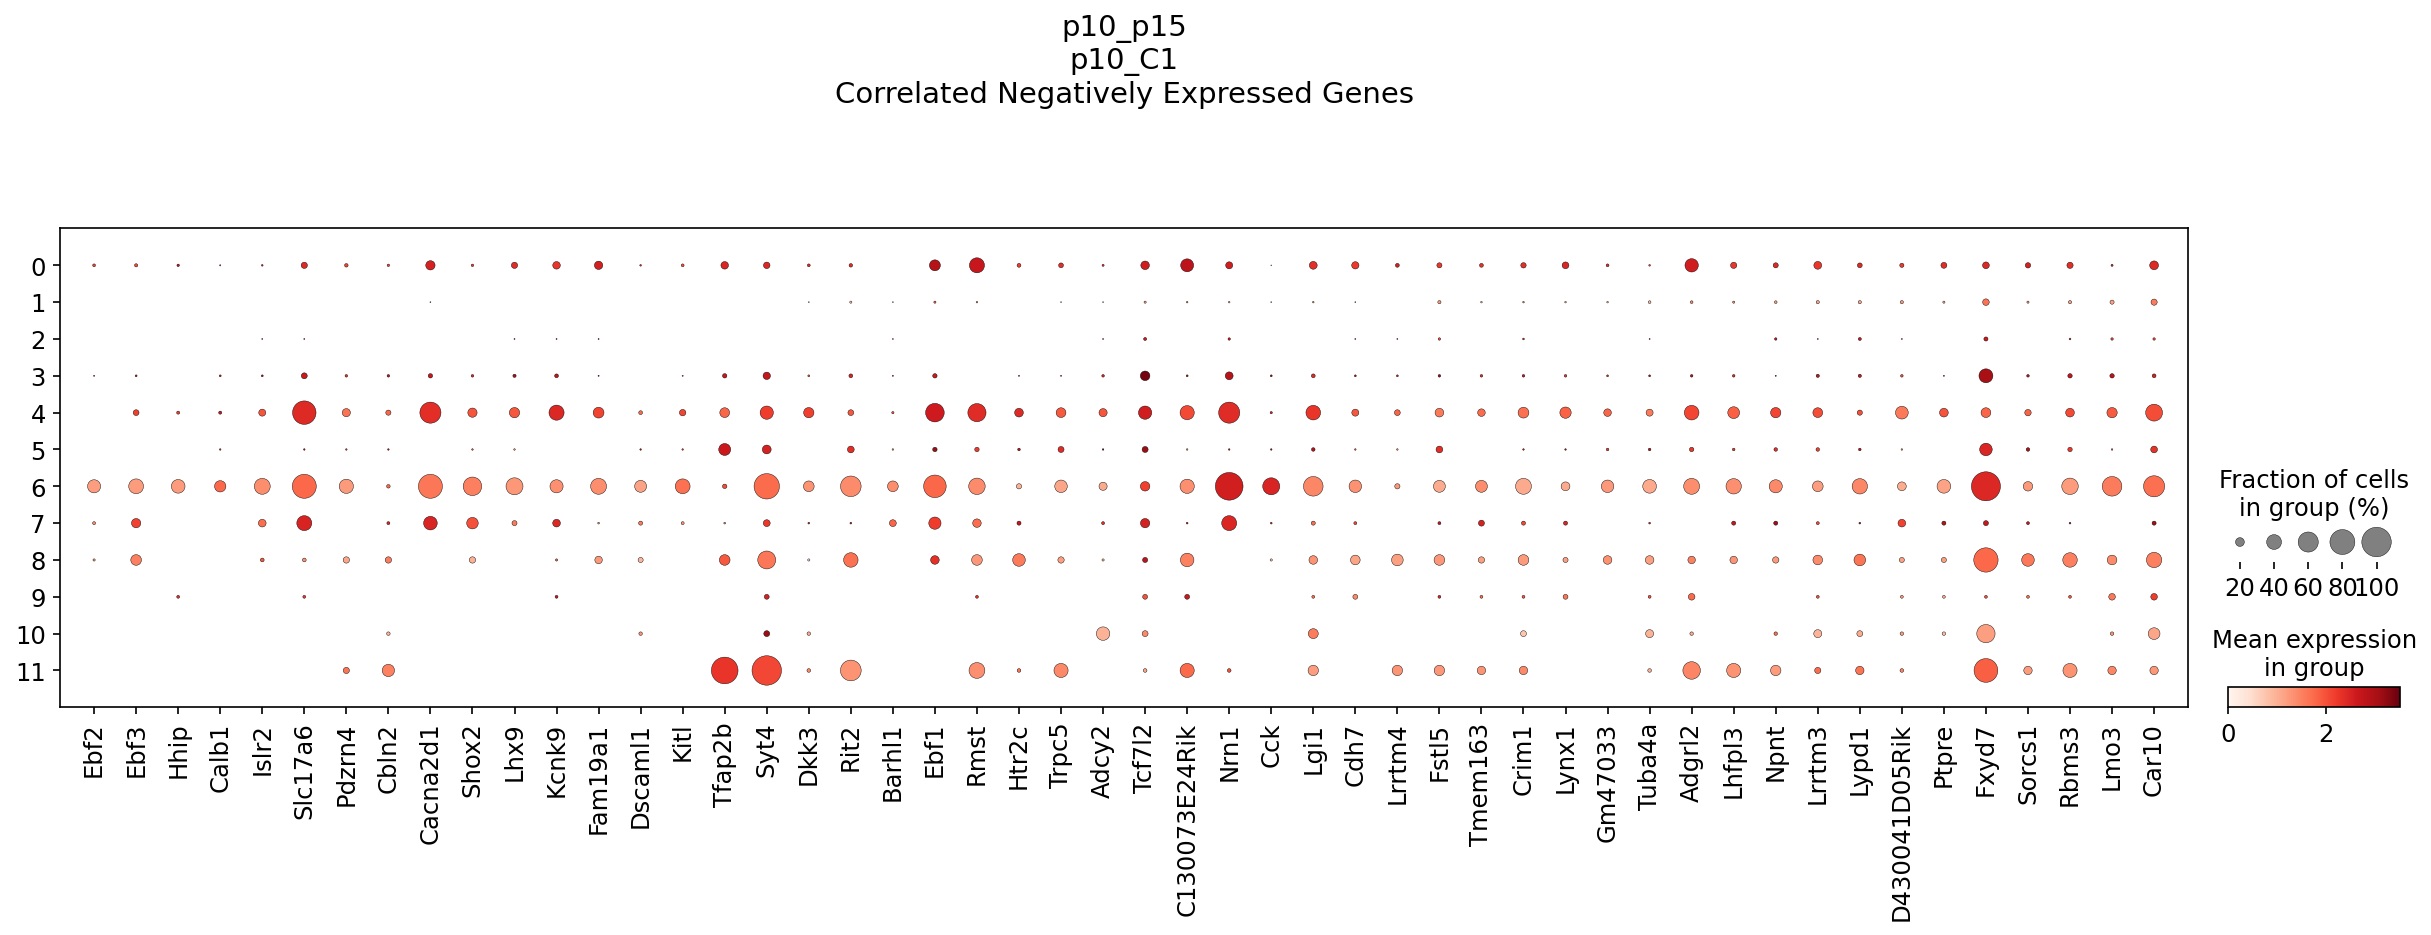 p10_p15
p10_C1
Correlated Negatively Expressed Genes
0
1
2
3
4
5
6
7
8
9
10
11
Ebf2
Ebf3
Hhip
Calb1
Islr2
Slc17a6
Pdzrn4
Cbln2
Cacna2d1
Shox2
Lhx9
Kcnk9
Fam19a1
Dscaml1
Kitl
Tfap2b
Syt4
Dkk3
Rit2
Barhl1
Ebf1
Rmst
Htr2c
Trpc5
Adcy2
Tcf7l2
C130073E24Rik
Nrn1
Cck
Lgi1
Cdh7
Lrrtm4
Fstl5
Tmem163
Crim1
Lynx1
Gm47033
Tuba4a
Adgrl2
Lhfpl3
Npnt
Lrrtm3
Lypd1
D430041D05Rik
Ptpre
Fxyd7
Sorcs1
Rbms3
Lmo3
Car10
Fraction of cells
in group (%)
20 40 60 80 100
Mean expression
in group
0 2